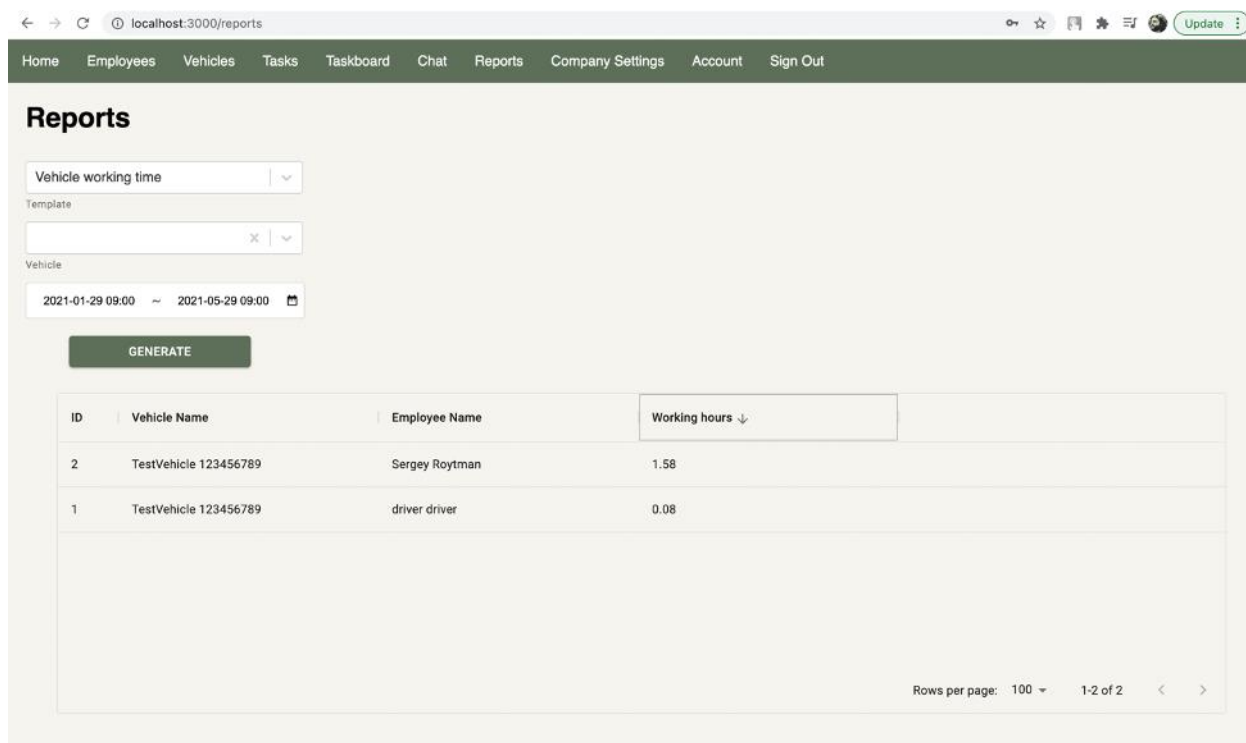 localhost:3000/reports
Update
Home Employees Vehicles Tasks Taskboard Chat Reports Company Settings Account Sign Out
Reports
Vehicle working time
Template
Vehicle
2021-01-29 09:00 ~ 2021-05-29 09:00
GENERATE
ID Vehicle Name Employee Name Working hours
2 TestVehicle 123456789 Sergey Roytman 1.58
1 TestVehicle 123456789 driver driver 0.08
Rows per page: 100 1-2 of 2